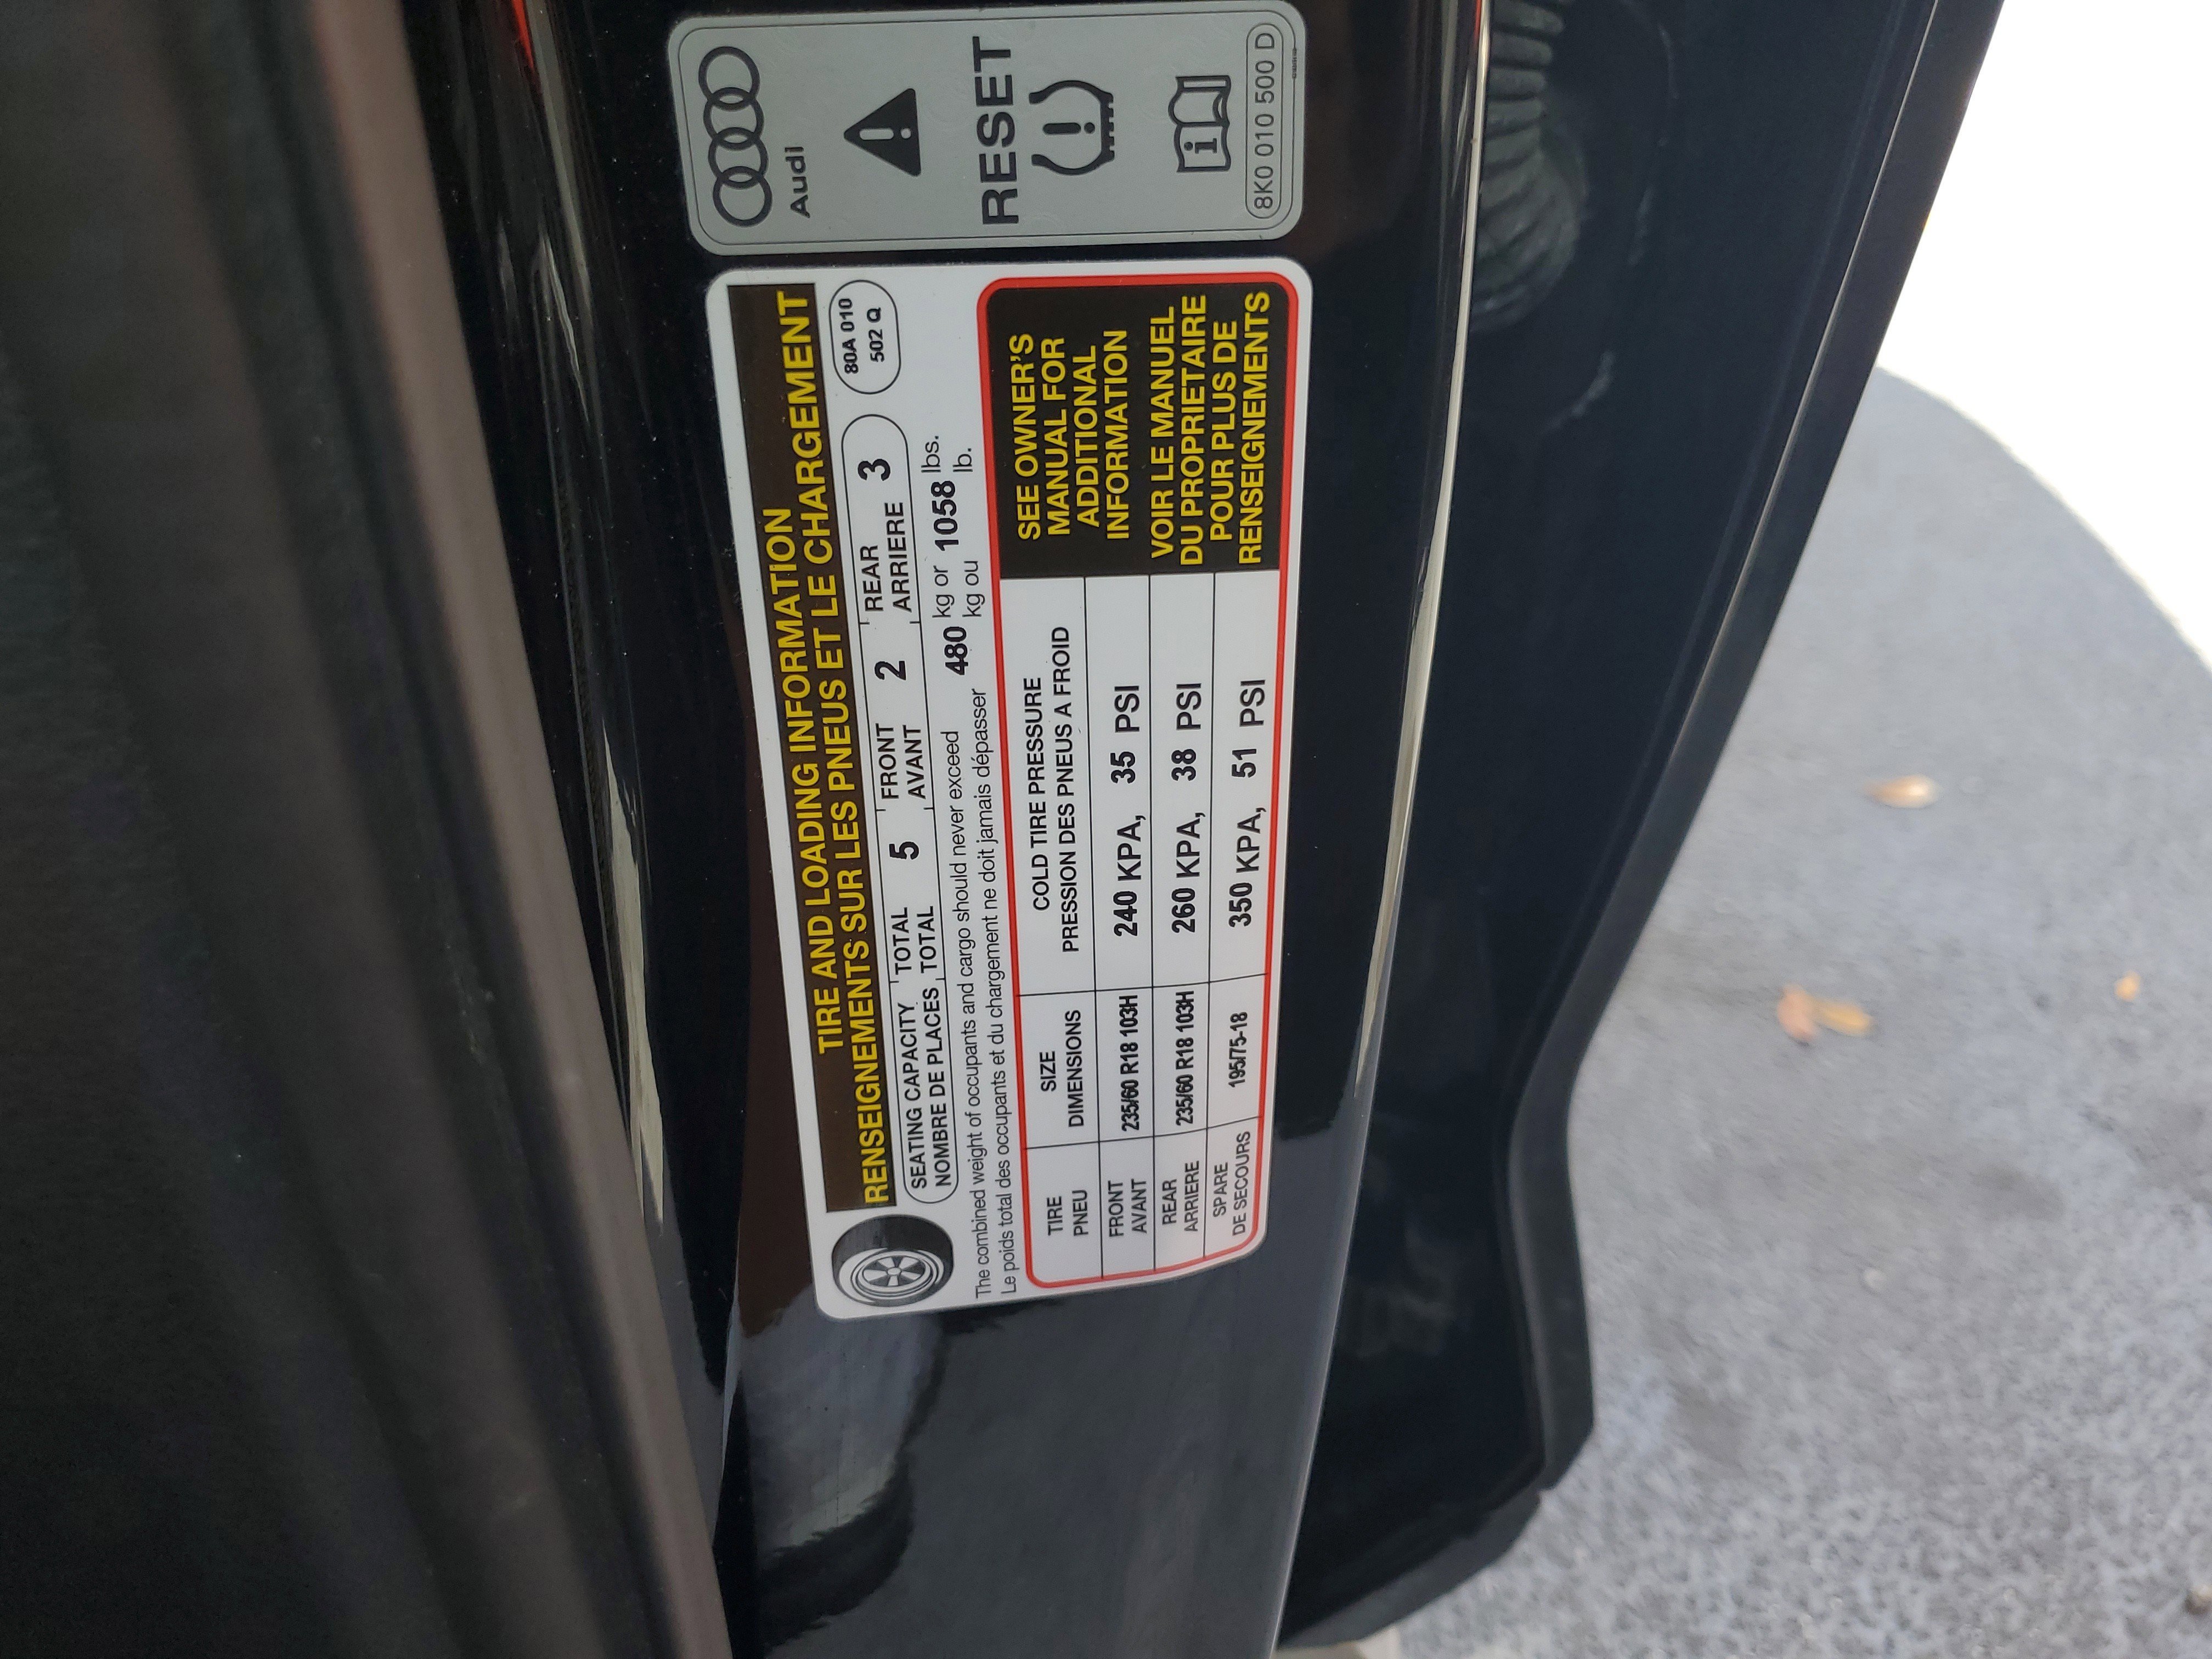 TIRE AND LOADING INFORMATION
RENSEIGNEMENTS SUR LES PNEUS ET LE CHARGEMENT
SEATING CAPACITY TOTAL 5 FRONT 2 REAR 3
NOMBRE DE PLACES TOTAL AVANT ARRIERE
80A 010
502 Q
The combined weight of occupants and cargo should never exceed 480 kg or 1058 lbs.
Le poids total des occupants et du chargement ne doit jamais dépasser kg ou lb.
TIRE SIZE COLD TIRE PRESSURE
PNEU DIMENSIONS PRESSION DES PNEUS A FROID
FRONT
AVANT 235/60 R18 103H 240 KPA, 35 PSI
REAR
ARRIERE 235/60 R18 103H 260 KPA, 38 PSI
SPARE
DE SECOURS 195/75-18 350 KPA, 51 PSI
SEE OWNER'S
MANUAL FOR
ADDITIONAL
INFORMATION
VOIR LE MANUEL
DU PROPRIETAIRE
POUR PLUS DE
RENSEIGNEMENTS
Audi
RESET
8K0 010 500 D